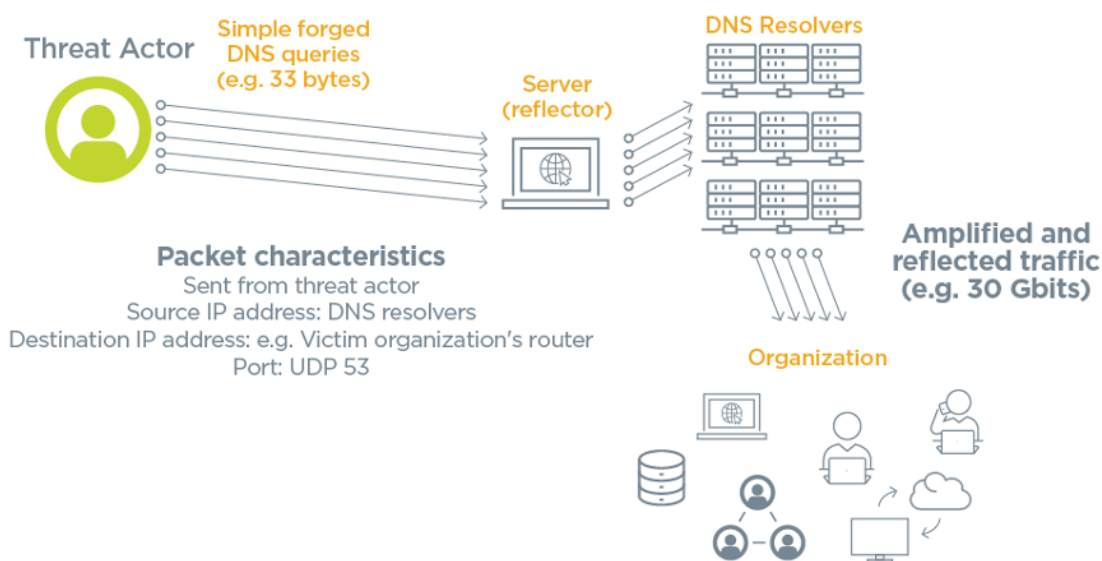 Threat Actor
Simple forged
DNS queries
(e.g. 33 bytes)
Server
(reflector)
DNS Resolvers
Packet characteristics
Sent from threat actor
Source IP address: DNS resolvers
Destination IP address: e.g. Victim organization's router
Port: UDP 53
Amplified and
reflected traffic
(e.g. 30 Gbits)
Organization